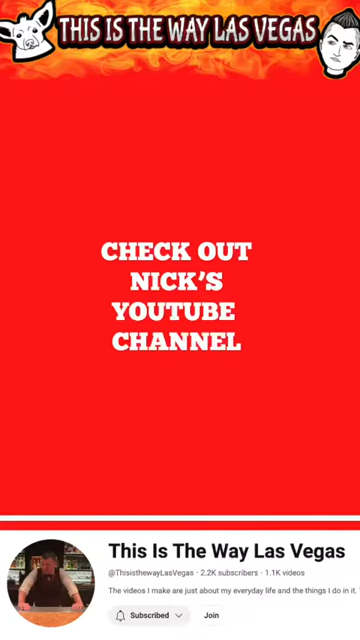 THIS IS THE WAY LAS VEGAS
CHECK OUT
NICK'S
YOUTUBE
CHANNEL
This Is The Way Las Vegas
@ThisisthewayLasVegas · 2.2K subscribers · 1.1K videos
The videos I make are just about my everyday life and the things I do in it.
Subscribed
Join